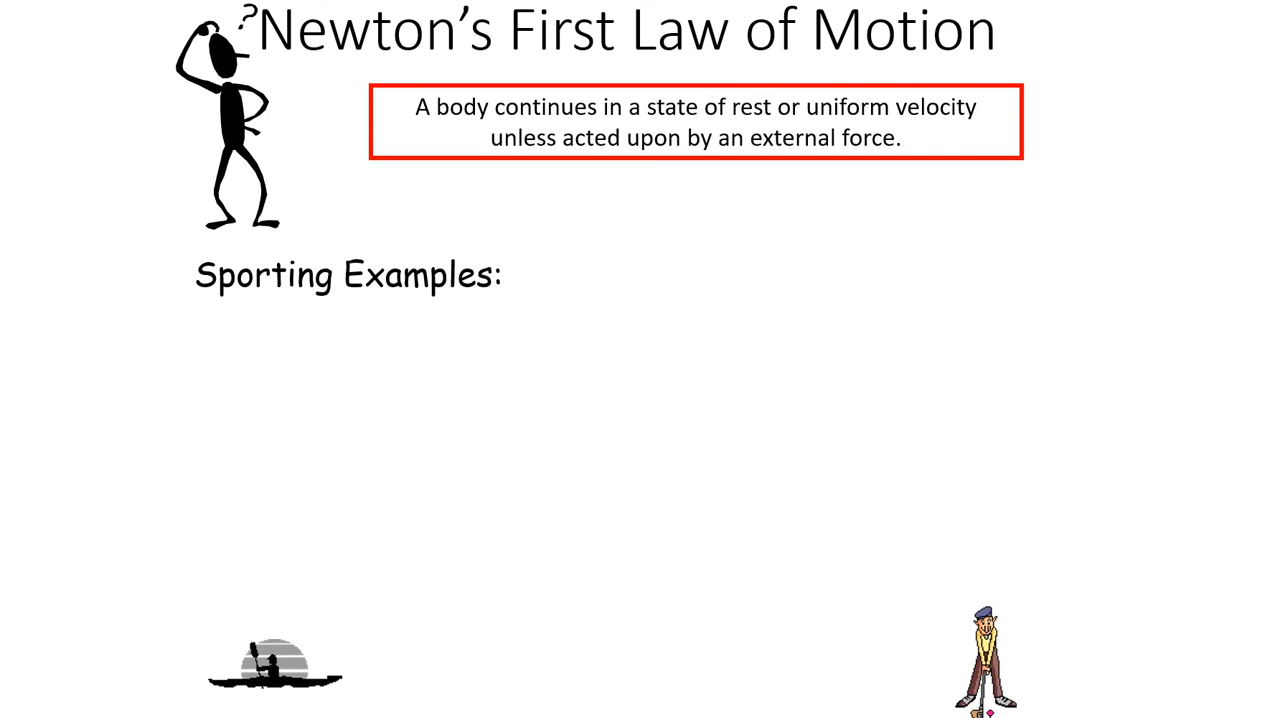 Newton’s First Law of Motion
A body continues in a state of rest or uniform velocity
unless acted upon by an external force.
Sporting Examples: